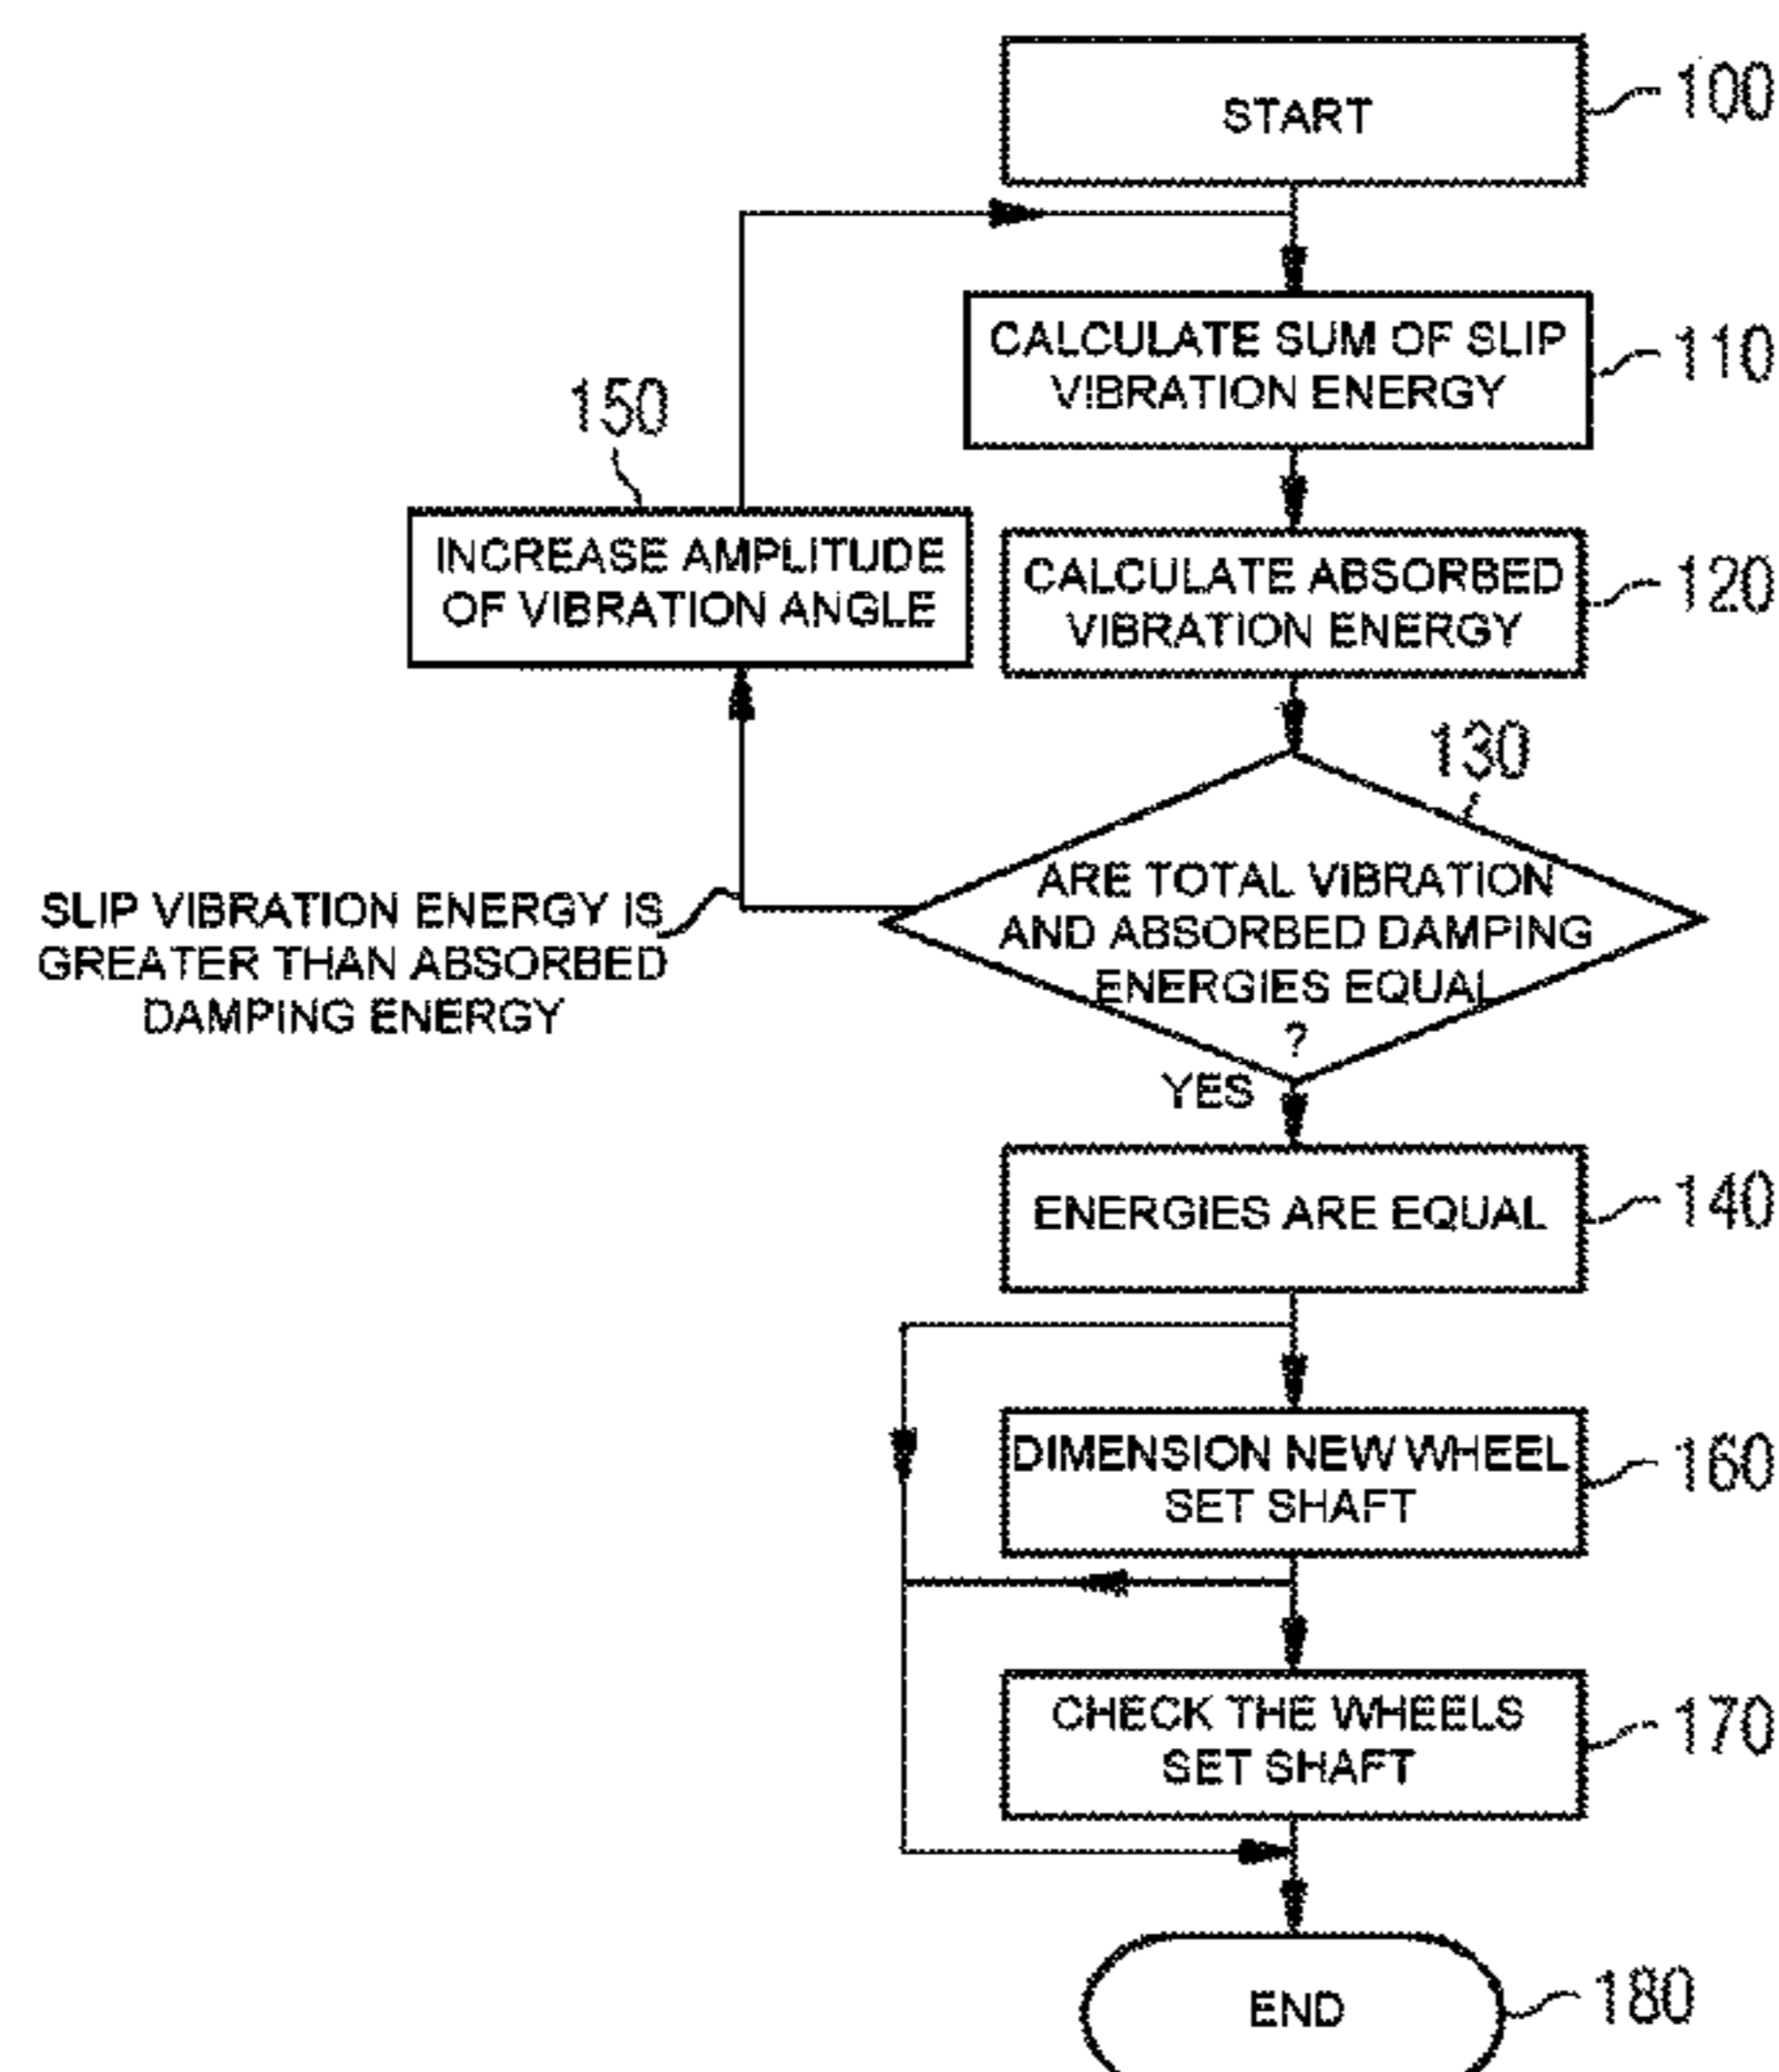 START
100
CALCULATE SUM OF SLIP
VIBRATION ENERGY
110
150
INCREASE AMPLITUDE
OF VIBRATION ANGLE
CALCULATE ABSORBED
VIBRATION ENERGY
120
130
ARE TOTAL VIBRATION
AND ABSORBED DAMPING
ENERGIES EQUAL
?
SLIP VIBRATION ENERGY IS
GREATER THAN ABSORBED
DAMPING ENERGY
YES
ENERGIES ARE EQUAL
140
DIMENSION NEW WHEEL
SET SHAFT
160
CHECK THE WHEELS
SET SHAFT
170
END
180